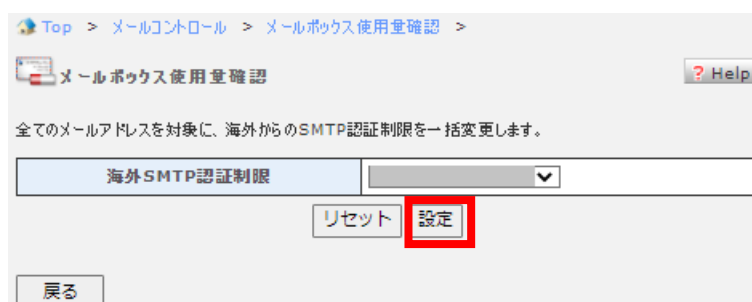 Top > メールコントロール > メールボックス使用量確認 >
メールボックス使用量確認
? Help
全てのメールアドレスを対象に、海外からのSMTP認証制限を一括変更します。
海外SMTP認証制限
リセット 設定
戻る